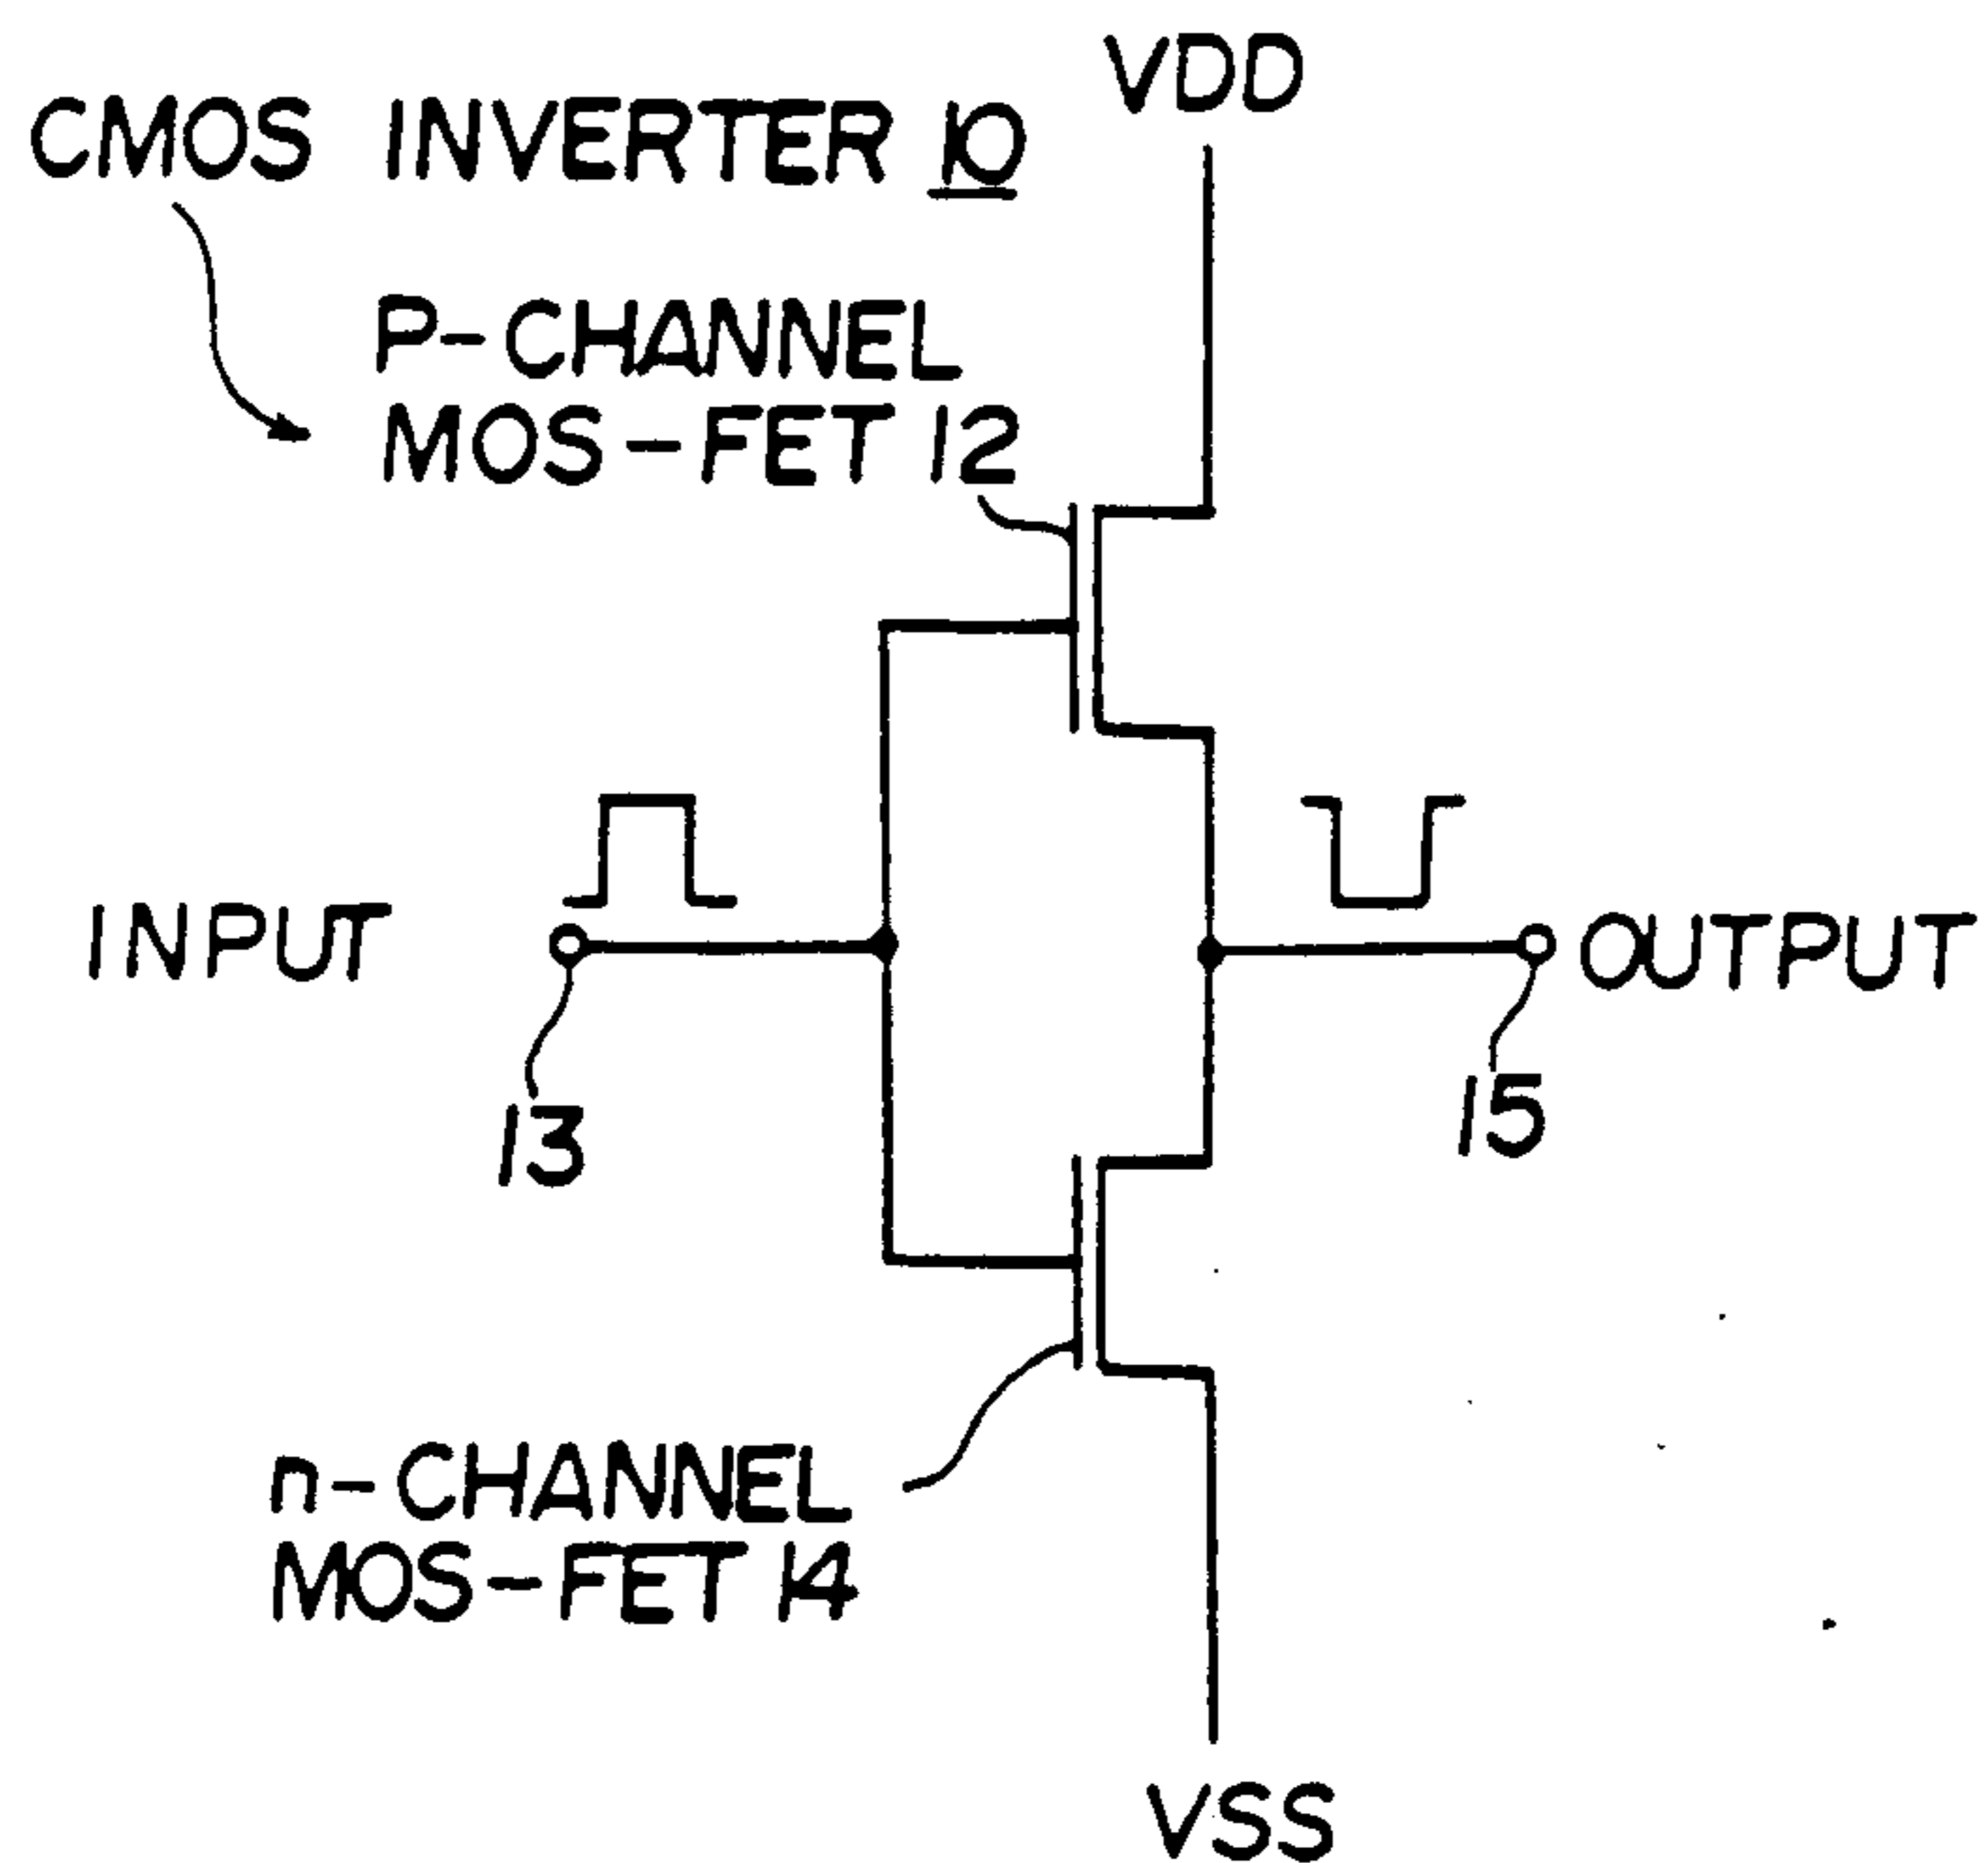 VDD
CMOS INVERTER 10
P-CHANNEL
MOS-FET 12
INPUT
OUTPUT
13
15
n-CHANNEL
MOS-FET 14
VSS